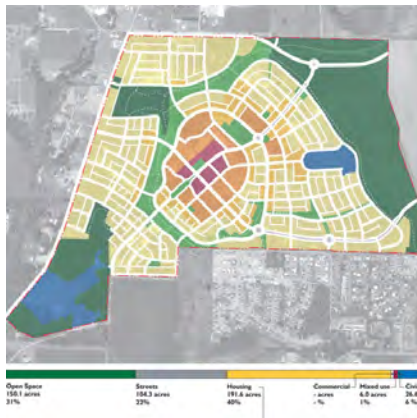 Open Space
150.1 acres
31%
Streets
104.3 acres
22%
Housing
191.6 acres
40%
Commercial
- acres
- %
Mixed use
6.0 acres
1%